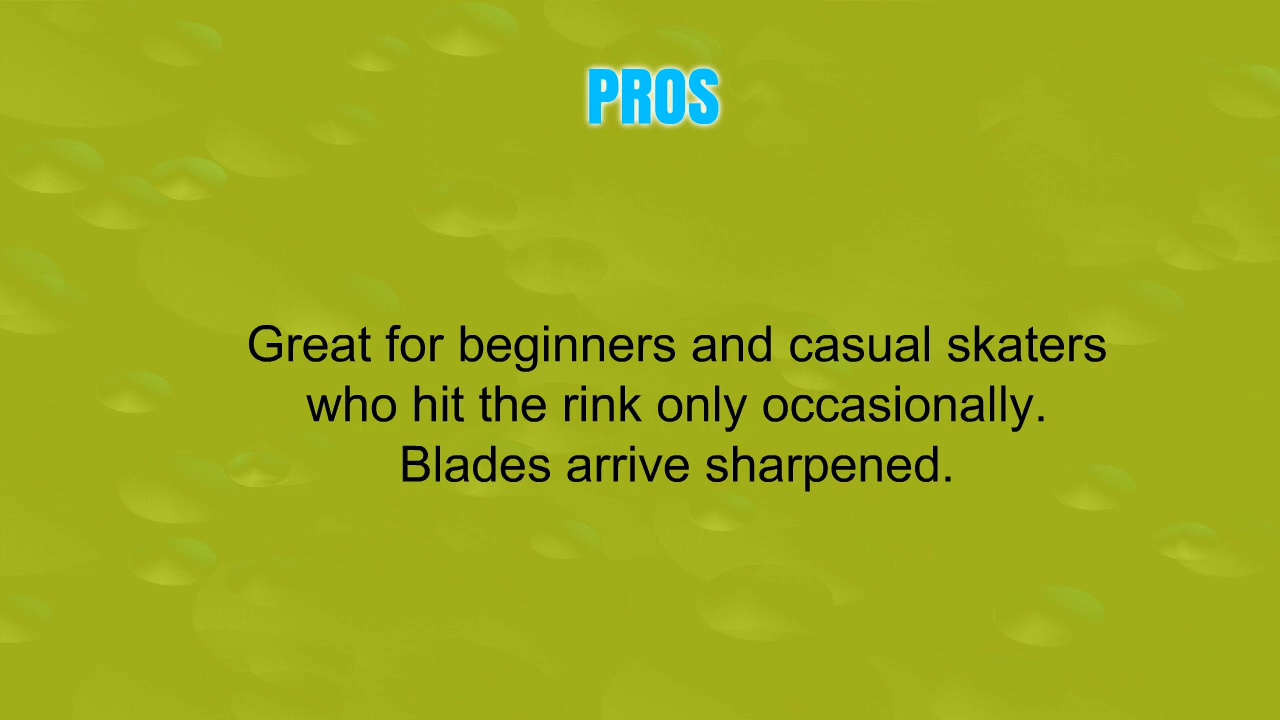 PROS
Great for beginners and casual skaters
who hit the rink only occasionally.
Blades arrive sharpened.